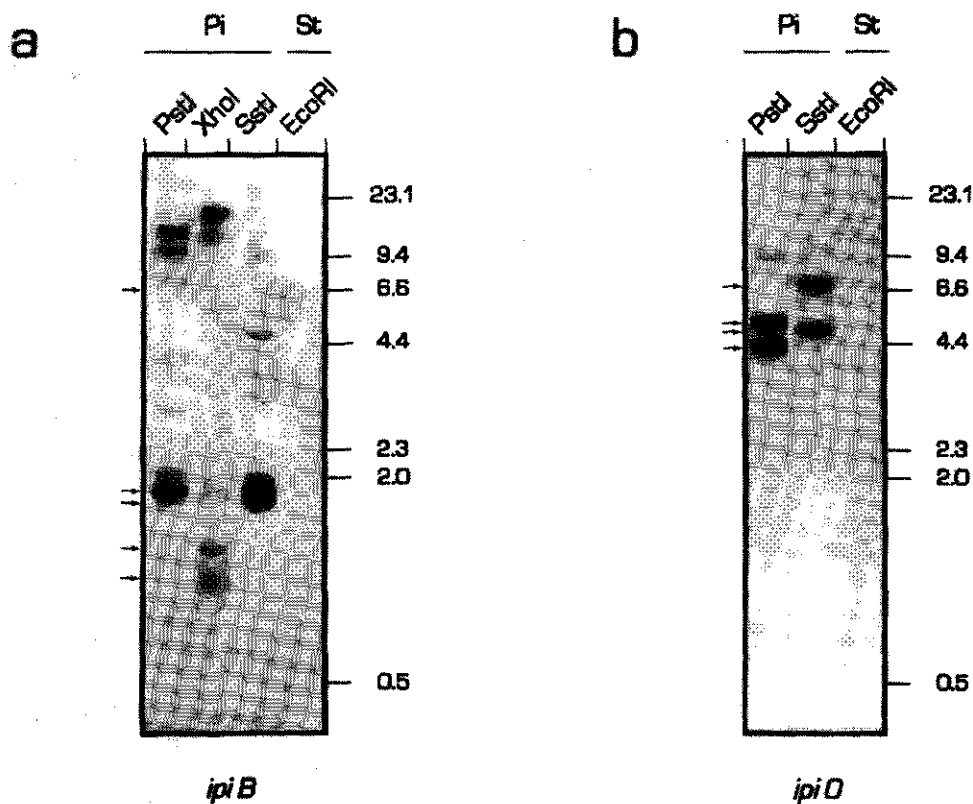 a
Pi St
PstI XhoI SstI EcoRI
23.1
9.4
6.6
4.4
2.3
2.0
0.5
ipi B
b
Pi St
PstI SstI EcoRI
23.1
9.4
6.6
4.4
2.3
2.0
0.5
ipi O